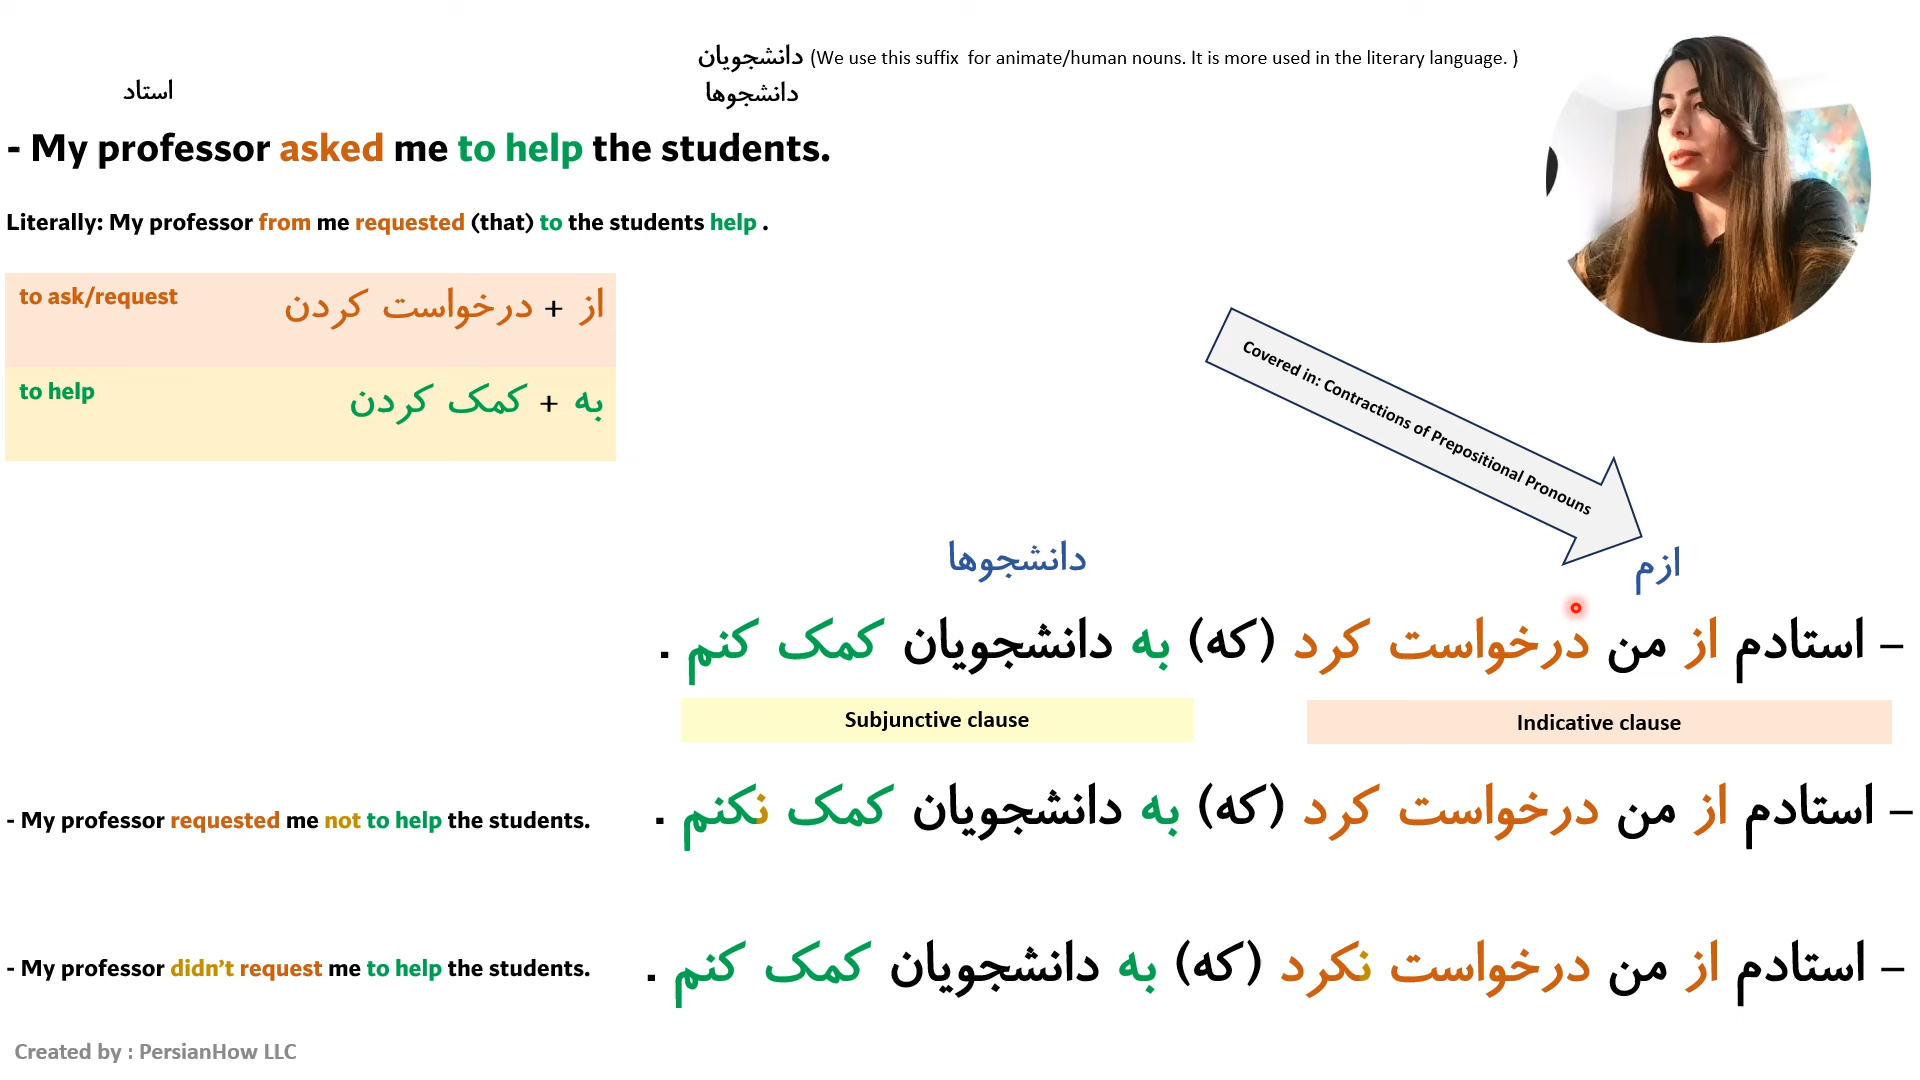 دانشجویان (We use this suffix for animate/human nouns. It is more used in the literary language. )
استاد
دانشجوها
- My professor asked me to help the students.
Literally: My professor from me requested (that) to the students help .
to ask/request
از + درخواست کردن
to help
به + کمک کردن
Covered in: Contractions of Prepositional Pronouns
دانشجوها
ازم
– استادم از من درخواست کرد (که) به دانشجویان کمک کنم .
Subjunctive clause
Indicative clause
- My professor requested me not to help the students.
– استادم از من درخواست کرد (که) به دانشجویان کمک نکنم .
- My professor didn’t request me to help the students.
– استادم از من درخواست نکرد (که) به دانشجویان کمک کنم .
Created by : PersianHow LLC